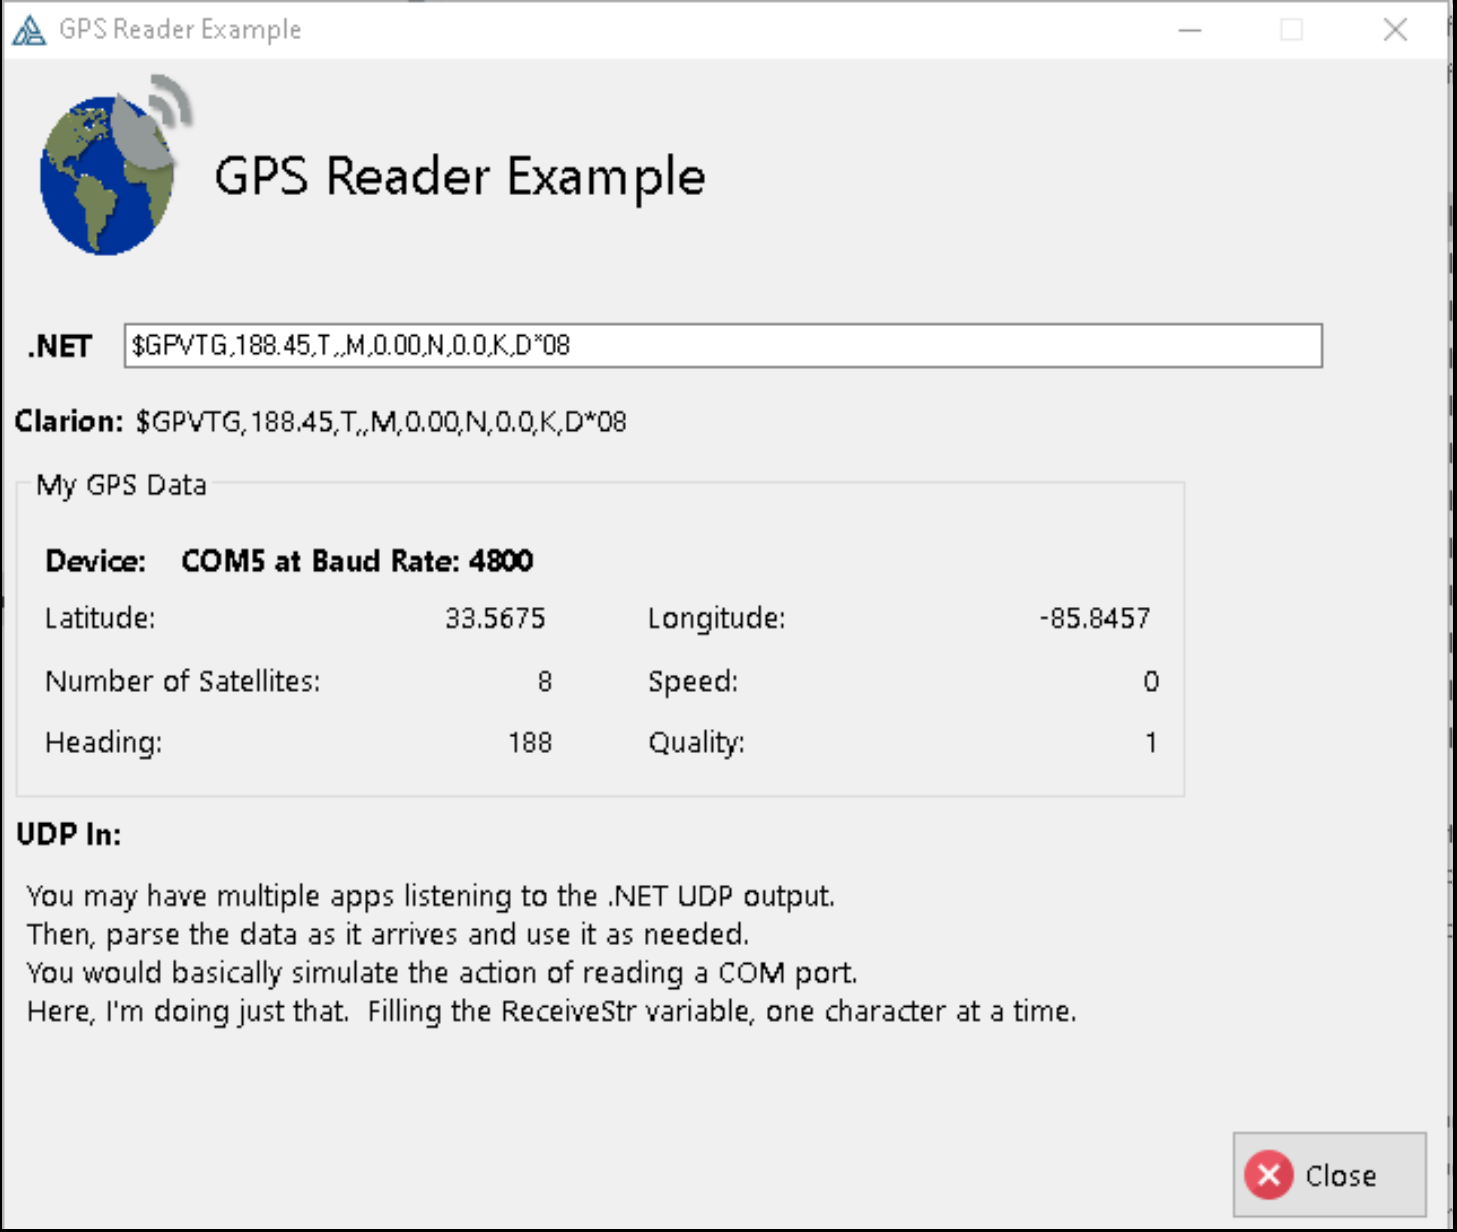 GPS Reader Example
GPS Reader Example
.NET $GPVTG,188.45,T,,M,0.00,N,0.0,K,D*08
Clarion: $GPVTG,188.45,T,,M,0.00,N,0.0,K,D*08
My GPS Data
Device: COM5 at Baud Rate: 4800
Latitude: 33.5675 Longitude: -85.8457
Number of Satellites: 8 Speed: 0
Heading: 188 Quality: 1
UDP In:
You may have multiple apps listening to the .NET UDP output.
Then, parse the data as it arrives and use it as needed.
You would basically simulate the action of reading a COM port.
Here, I'm doing just that.  Filling the ReceiveStr variable, one character at a time.
Close